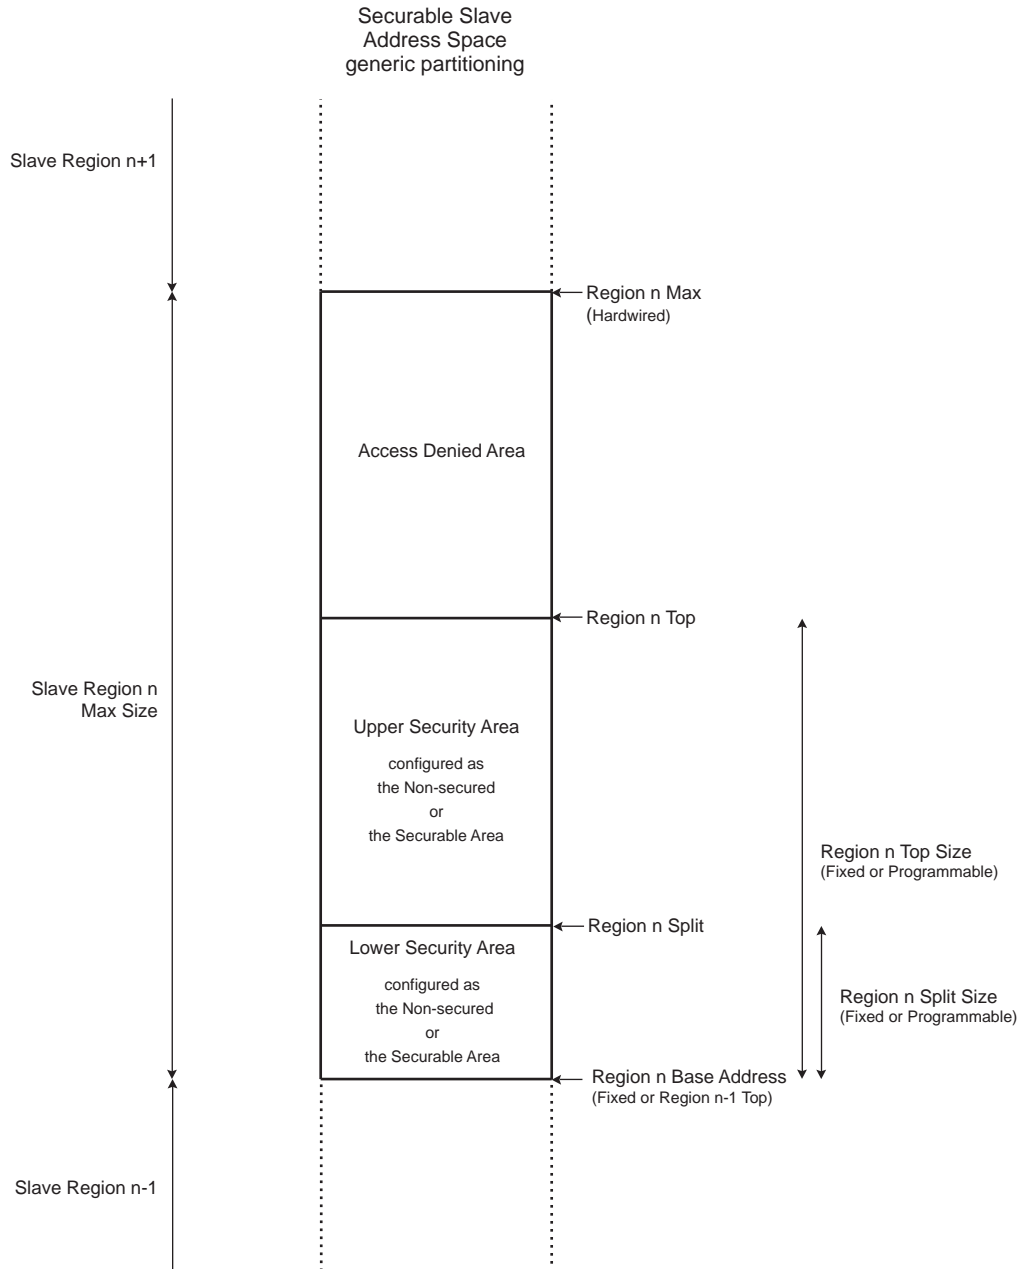 Securable Slave
Address Space
generic partitioning
Slave Region n+1
Region n Max
(Hardwired)
Access Denied Area
Region n Top
Slave Region n
Max Size
Upper Security Area
configured as
the Non-secured
or
the Securable Area
Region n Top Size
(Fixed or Programmable)
Region n Split
Lower Security Area
configured as
the Non-secured
or
the Securable Area
Region n Split Size
(Fixed or Programmable)
Region n Base Address
(Fixed or Region n-1 Top)
Slave Region n-1